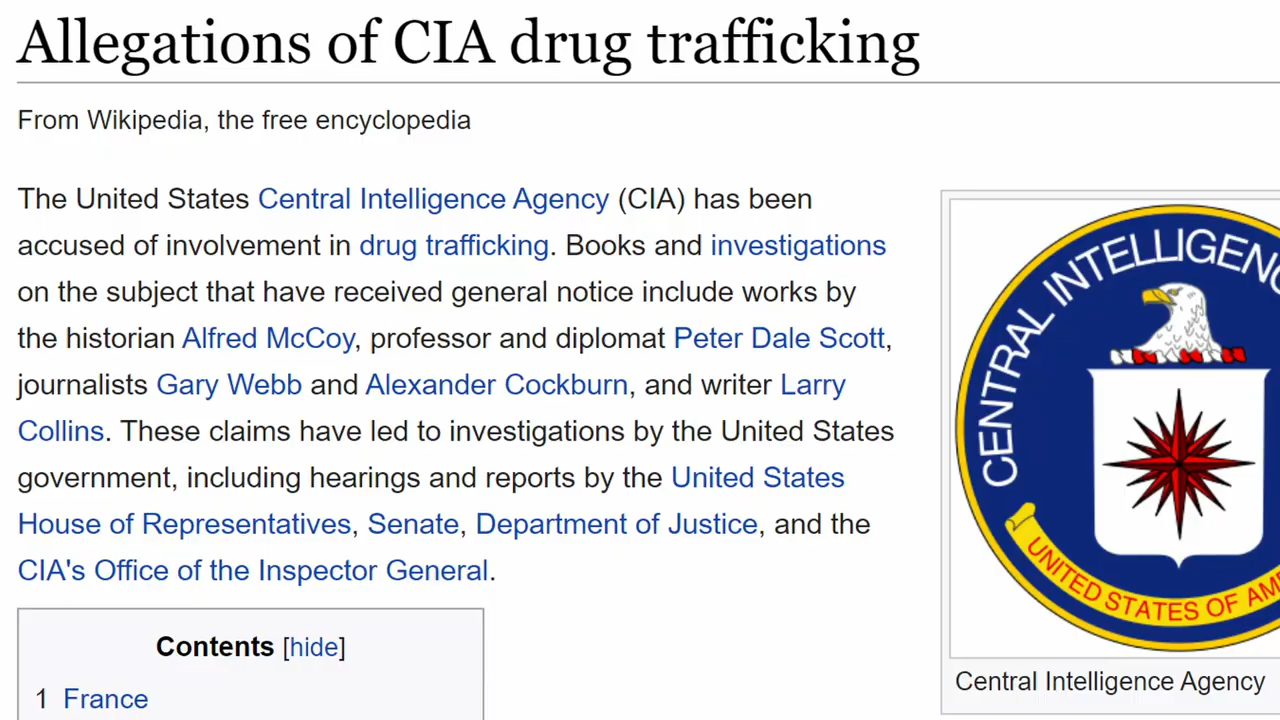 Allegations of CIA drug trafficking
From Wikipedia, the free encyclopedia
The United States Central Intelligence Agency (CIA) has been
accused of involvement in drug trafficking. Books and investigations
on the subject that have received general notice include works by
the historian Alfred McCoy, professor and diplomat Peter Dale Scott,
journalists Gary Webb and Alexander Cockburn, and writer Larry
Collins. These claims have led to investigations by the United States
government, including hearings and reports by the United States
House of Representatives, Senate, Department of Justice, and the
CIA's Office of the Inspector General.
Contents [hide]
1 France
CENTRAL INTELLIGENC
UNITED STATES OF AM
Central Intelligence Agency